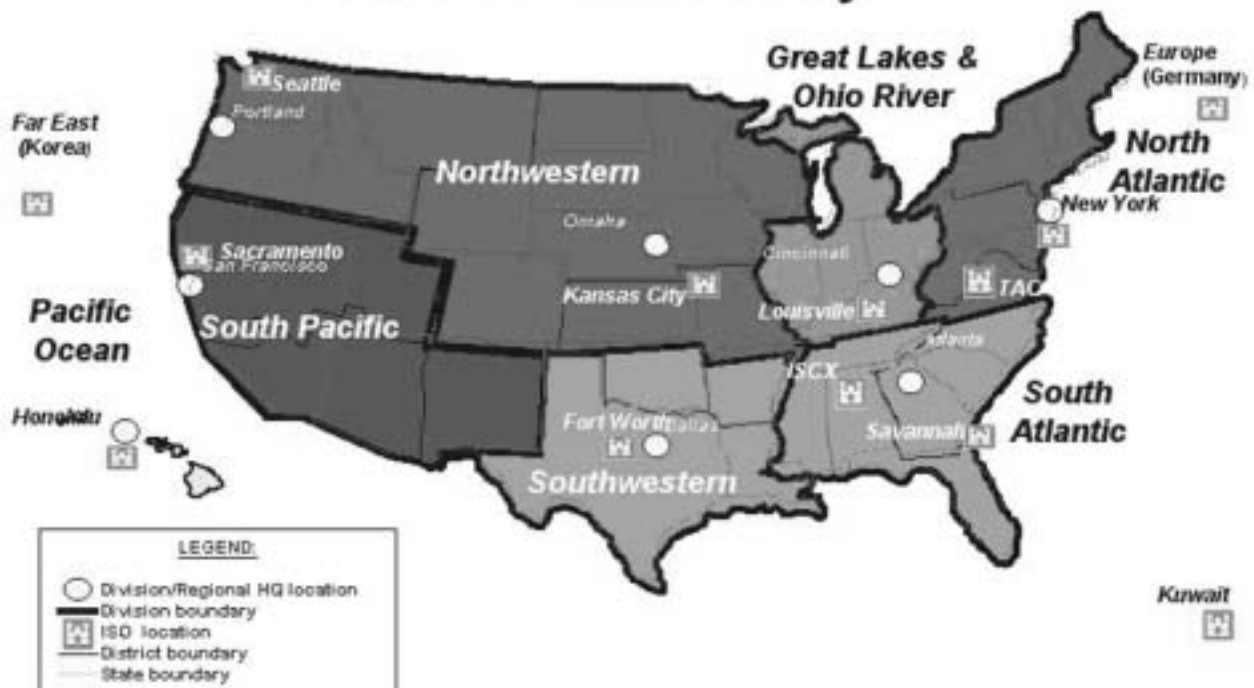 Great Lakes &
Ohio River
Europe
(Germany)
Seattle
Portland
Far East
(Korea)
North
Atlantic
Northwestern
New York
Omaha
Sacramento
San Francisco
Cincinnati
Kansas City
TAC
Louisville
Pacific
Ocean
South Pacific
Atlanta
ISCX
South
Atlantic
Honolulu
Fort Worth
Dallas
Savannah
Southwestern
LEGEND:
Division/Regional HQ location
Division boundary
ISO location
District boundary
State boundary
Kuwait